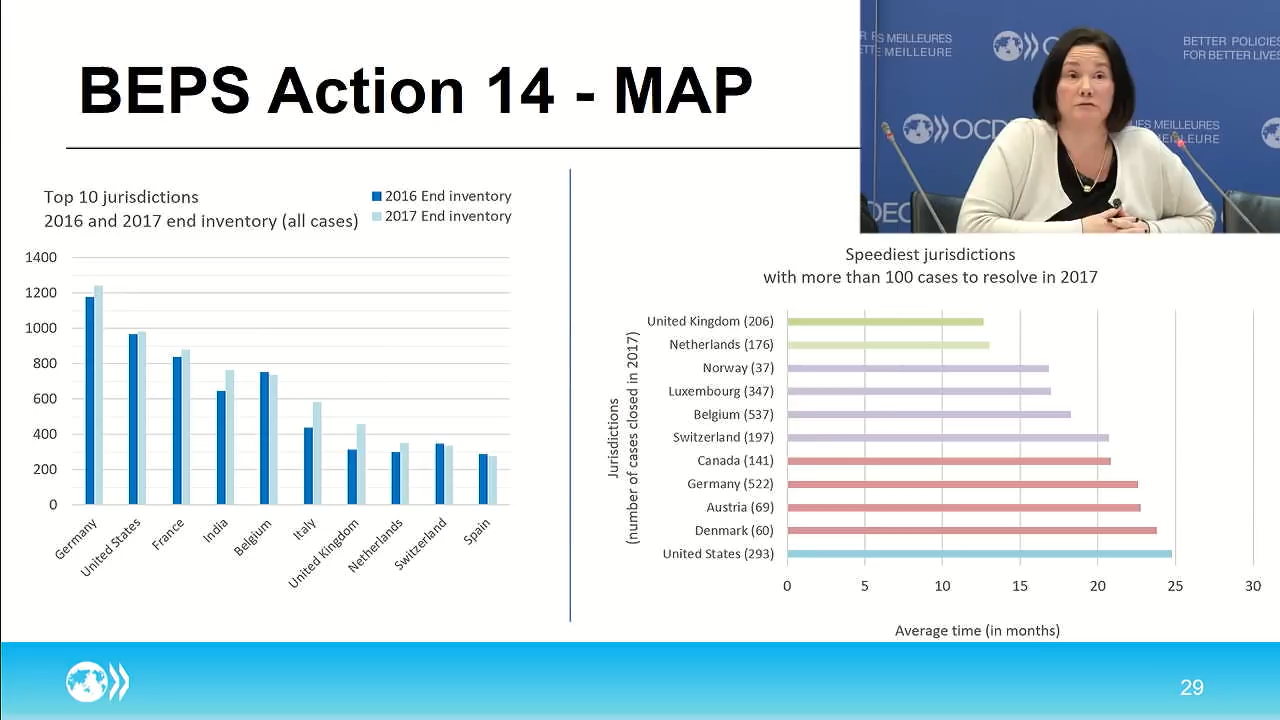 BEPS Action 14 - MAP
Top 10 jurisdictions
2016 and 2017 end inventory (all cases)
2016 End inventory
2017 End inventory
1400
1200
1000
800
600
400
200
0
Germany
United States
France
India
Belgium
Italy
United Kingdom
Netherlands
Switzerland
Spain
S MEILLEURES
MEILLEURE
BETTER POLICIES
FOR BETTER LIVES
OCD
MEILLEURES
LEURE
Speediest jurisdictions
with more than 100 cases to resolve in 2017
Jurisdictions
(number of cases closed in 2017)
United Kingdom (206)
Netherlands (176)
Norway (37)
Luxembourg (347)
Belgium (537)
Switzerland (197)
Canada (141)
Germany (522)
Austria (69)
Denmark (60)
United States (293)
0 5 10 15 20 25 30
Average time (in months)
29